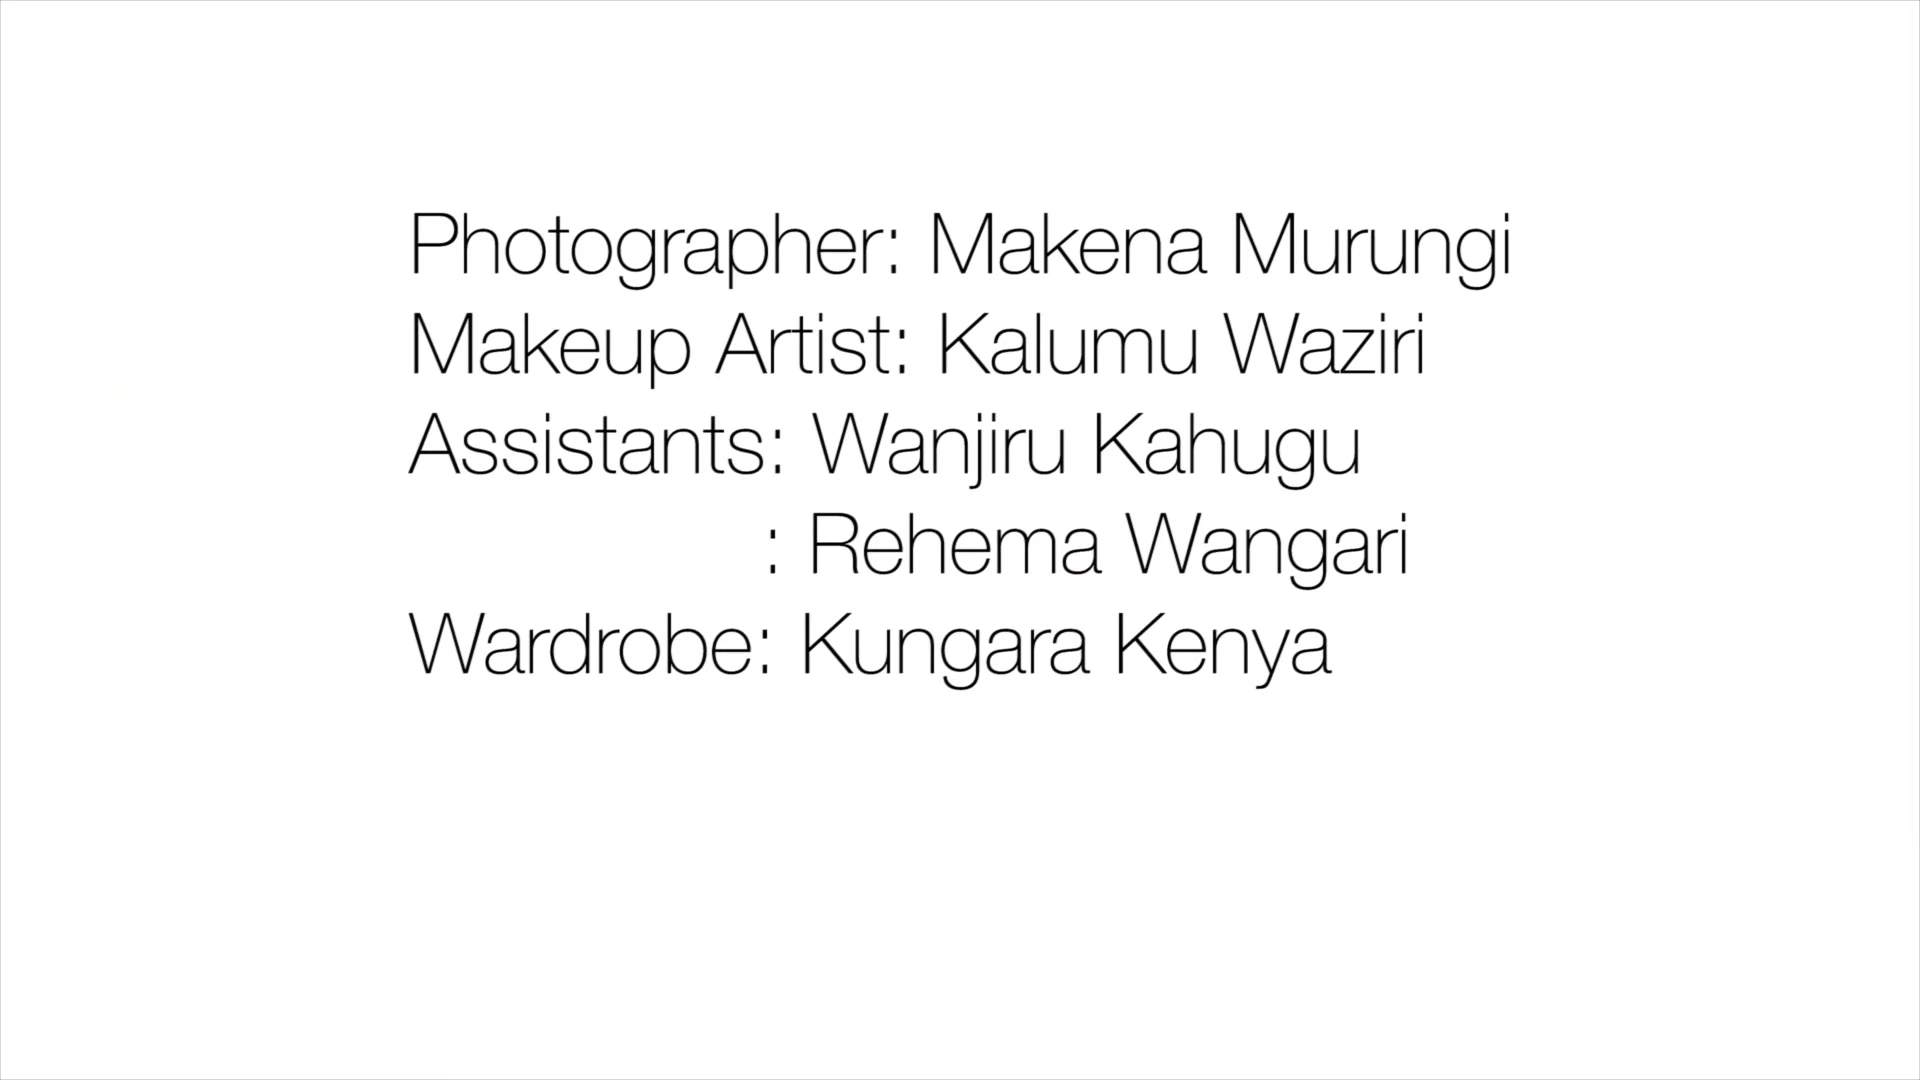 Photographer: Makena Murungi
Makeup Artist: Kalumu Waziri
Assistants: Wanjiru Kahugu
: Rehema Wangari
Wardrobe: Kungara Kenya